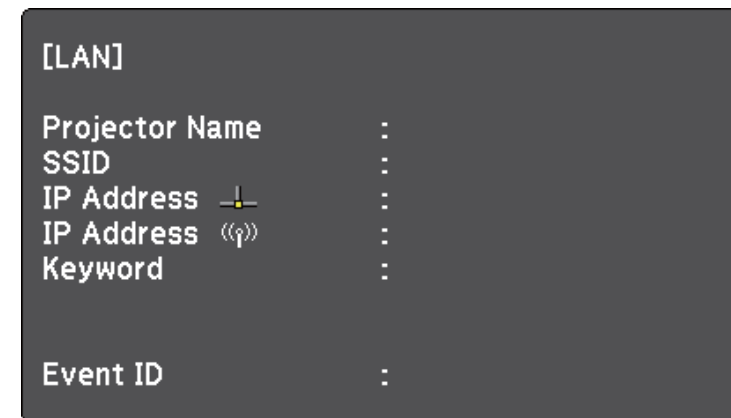 [LAN]
Projector Name :
SSID :
IP Address :
IP Address :
Keyword :
Event ID :